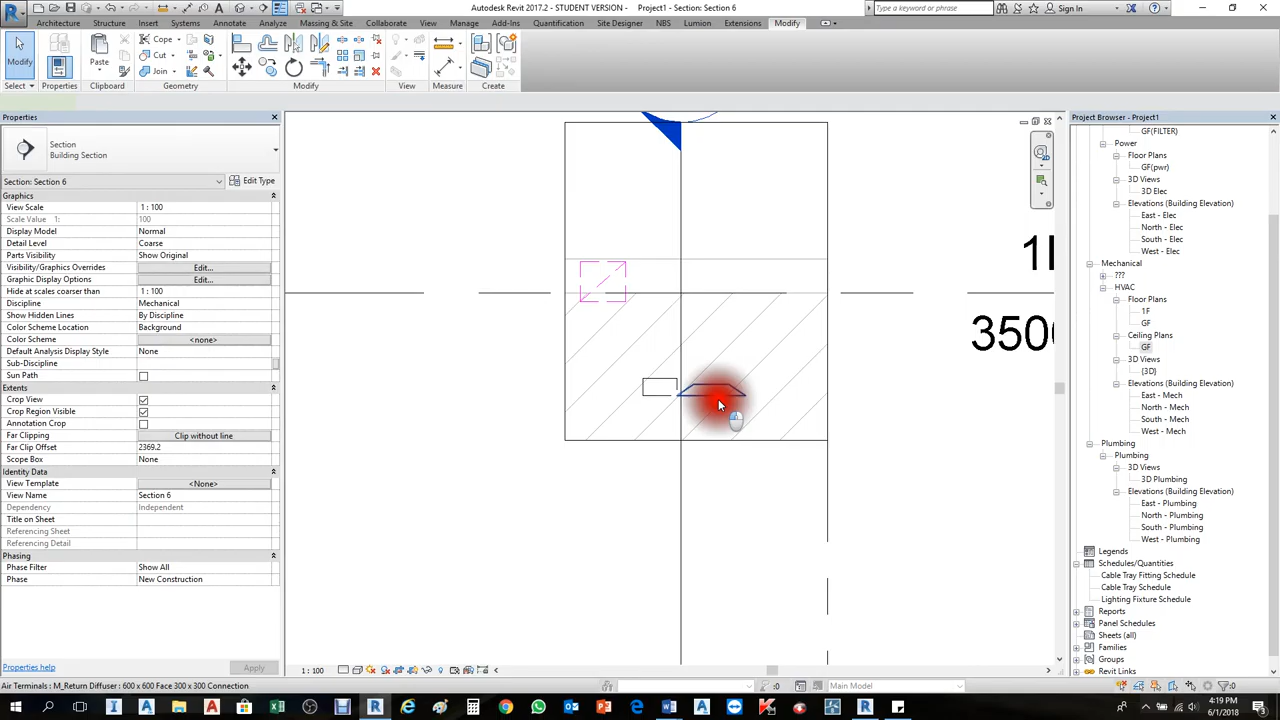 Autodesk Revit 2017.2 - STUDENT VERSION - Project1 - Section: Section 6
Type a keyword or phrase
Sign In
Architecture Structure Insert Systems Annotate Analyze Massing & Site Collaborate View Manage Add-Ins Quantification Site Designer NBS Lumion Extensions Modify
Modify
Paste
Cope
Cut
Join
Select Properties Clipboard Geometry Modify View Measure Create
Properties
Section
Building Section
Section: Section 6
Edit Type
Graphics
View Scale 1 : 100
Scale Value 1: 100
Display Model Normal
Detail Level Coarse
Parts Visibility Show Original
Visibility/Graphics Overrides Edit...
Graphic Display Options Edit...
Hide at scales coarser than 1 : 100
Discipline Mechanical
Show Hidden Lines By Discipline
Color Scheme Location Background
Color Scheme <none>
Default Analysis Display Style None
Sub-Discipline
Sun Path
Extents
Crop View
Crop Region Visible
Annotation Crop
Far Clipping Clip without line
Far Clip Offset 2369.2
Scope Box None
Identity Data
View Template <None>
View Name Section 6
Dependency Independent
Title on Sheet
Referencing Sheet
Referencing Detail
Phasing
Phase Filter Show All
Phase New Construction
Properties help
Apply
3500
1 : 100
Project Browser - Project1
GF(FILTER)
Power
Floor Plans
GF(pwr)
3D Views
3D Elec
Elevations (Building Elevation)
East - Elec
North - Elec
South - Elec
West - Elec
Mechanical
???
HVAC
Floor Plans
1F
GF
Ceiling Plans
GF
3D Views
{3D}
Elevations (Building Elevation)
East - Mech
North - Mech
South - Mech
West - Mech
Plumbing
Plumbing
3D Views
3D Plumbing
Elevations (Building Elevation)
East - Plumbing
North - Plumbing
South - Plumbing
West - Plumbing
Legends
Schedules/Quantities
Cable Tray Fitting Schedule
Cable Tray Schedule
Lighting Fixture Schedule
Reports
Panel Schedules
Sheets (all)
Families
Groups
Revit Links
Air Terminals : M_Return Diffuser : 600 x 600 Face 300 x 300 Connection
:0
Main Model
:0
4:19 PM
6/1/2018